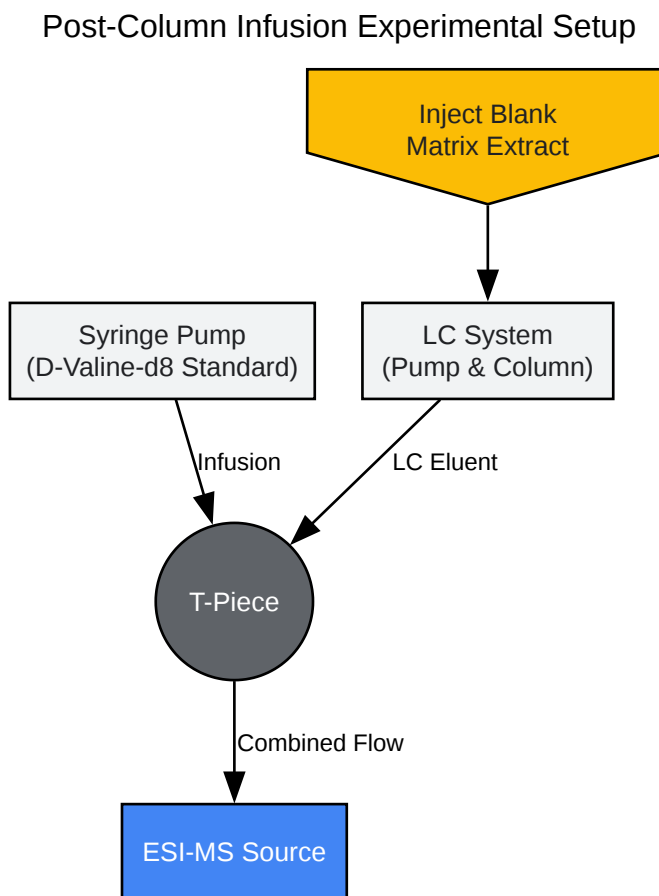 Post-Column Infusion Experimental Setup
Inject Blank
Matrix Extract
Syringe Pump
(D-Valine-d8 Standard)
LC System
(Pump & Column)
Infusion
LC Eluent
T-Piece
Combined Flow
ESI-MS Source